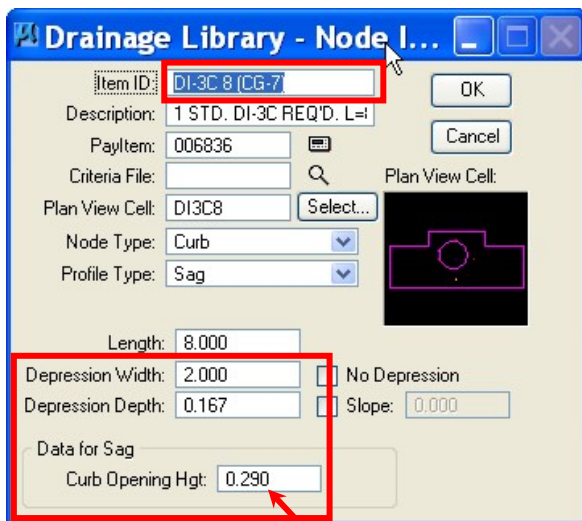 Drainage Library - Node I...
Item ID: DI-3C 8 (CG-7)
OK
Description: 1 STD. DI-3C REQ'D. L=
Cancel
PayItem: 006836
Criteria File:
Plan View Cell:
Plan View Cell: DI3C8 Select...
Node Type: Curb
Profile Type: Sag
Length: 8.000
Depression Width: 2.000 No Depression
Depression Depth: 0.167 Slope: 0.000
Data for Sag
Curb Opening Hgt: 0.290